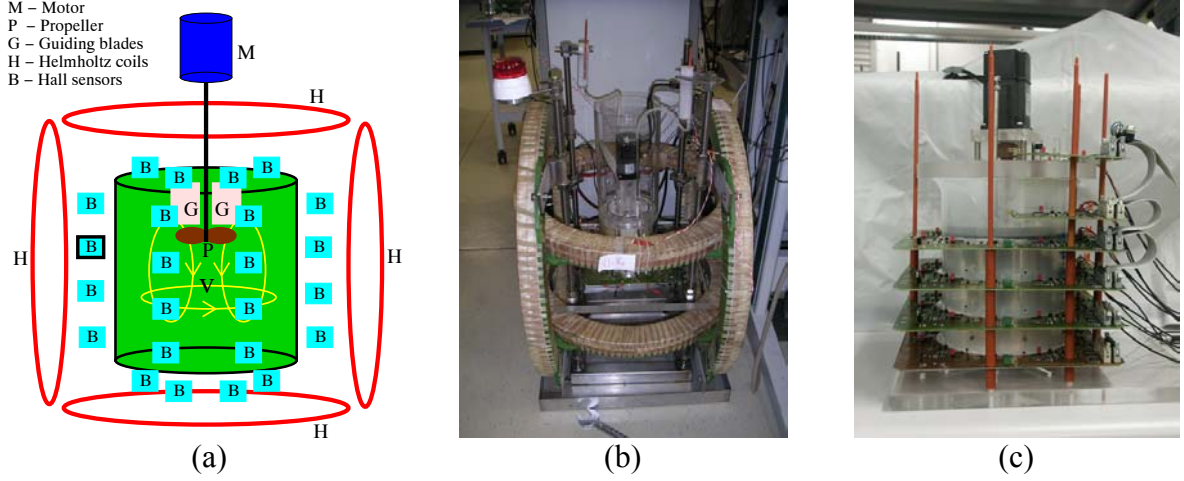 M – Motor
P – Propeller
G – Guiding blades
H – Helmholtz coils
B – Hall sensors
M
H
B B
B B
B B
B G G B
B
P
H B H
B B
V
B B
B B
B
B
B B
B B
B B
H
(a)
(b)
(c)